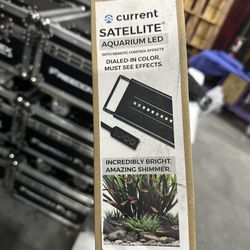 current
SATELLITE®
AQUARIUM LED
WITH REMOTE CONTROL EFFECTS
DIALED-IN COLOR.
MUST SEE EFFECTS.
INCREDIBLY BRIGHT.
AMAZING SHIMMER.